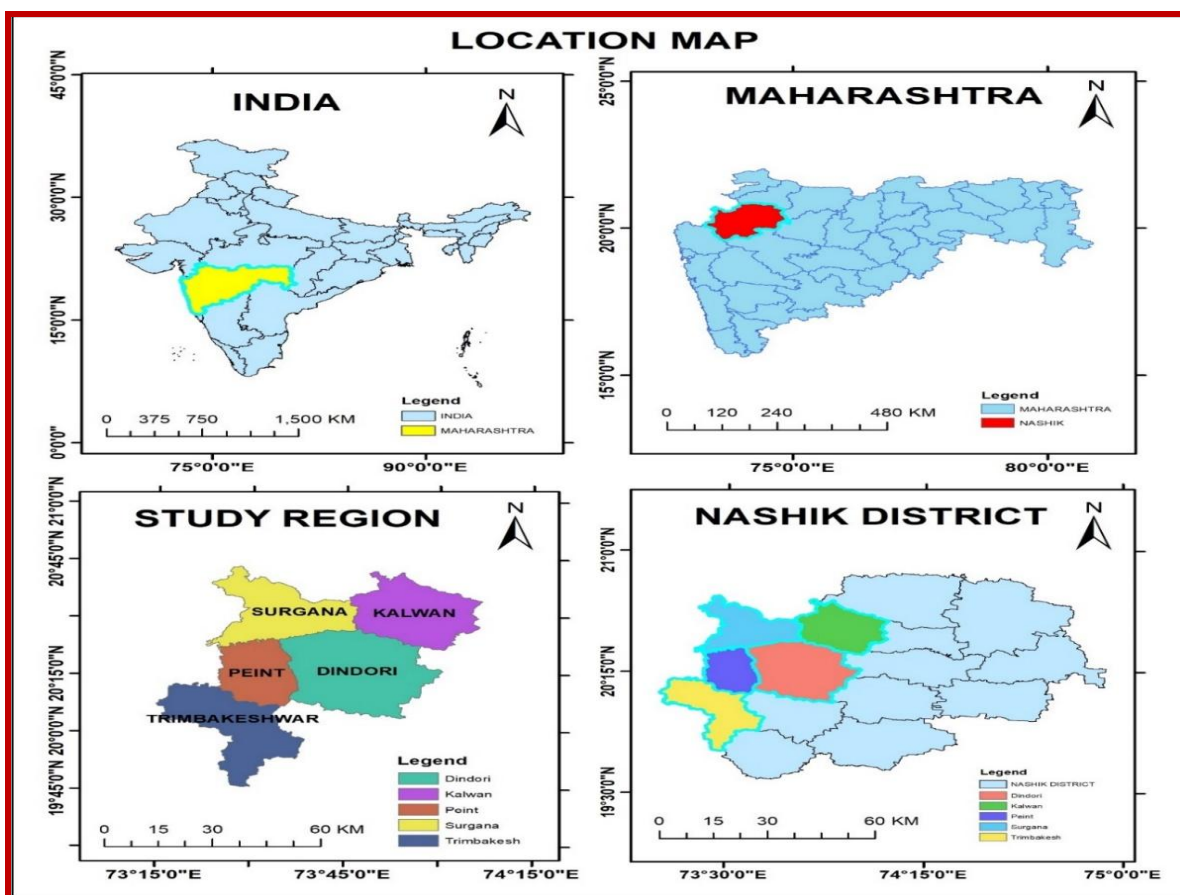 LOCATION MAP
INDIA
N
45°0'0"N
30°0'0"N
15°0'0"N
0°0'0"
0 375 750 1,500 KM
Legend
INDIA
MAHARASHTRA
75°0'0"E 90°0'0"E
MAHARASHTRA
N
25°0'0"N
20°0'0"N
15°0'0"N
0 120 240 480 KM
Legend
MAHARASHTRA
NASHIK
75°0'0"E 80°0'0"E
STUDY REGION
N
21°0'0"N
20°45'0"N
20°15'0"N
20°0'0"N
19°45'0"N
SURGANA
KALWAN
PEINT
DINDORI
TRIMBAKESHWAR
Legend
Dindori
Kalwan
Peint
Surgana
Trimbakesh
0 15 30 60 KM
73°15'0"E 73°45'0"E 74°15'0"E
NASHIK DISTRICT
N
21°0'0"N
20°15'0"N
19°30'0"N
Legend
NASHIK DISTRICT
Dindori
Kalwan
Peint
Surgana
Trimbakesh
0 15 30 60 KM
73°30'0"E 74°15'0"E 75°0'0"E